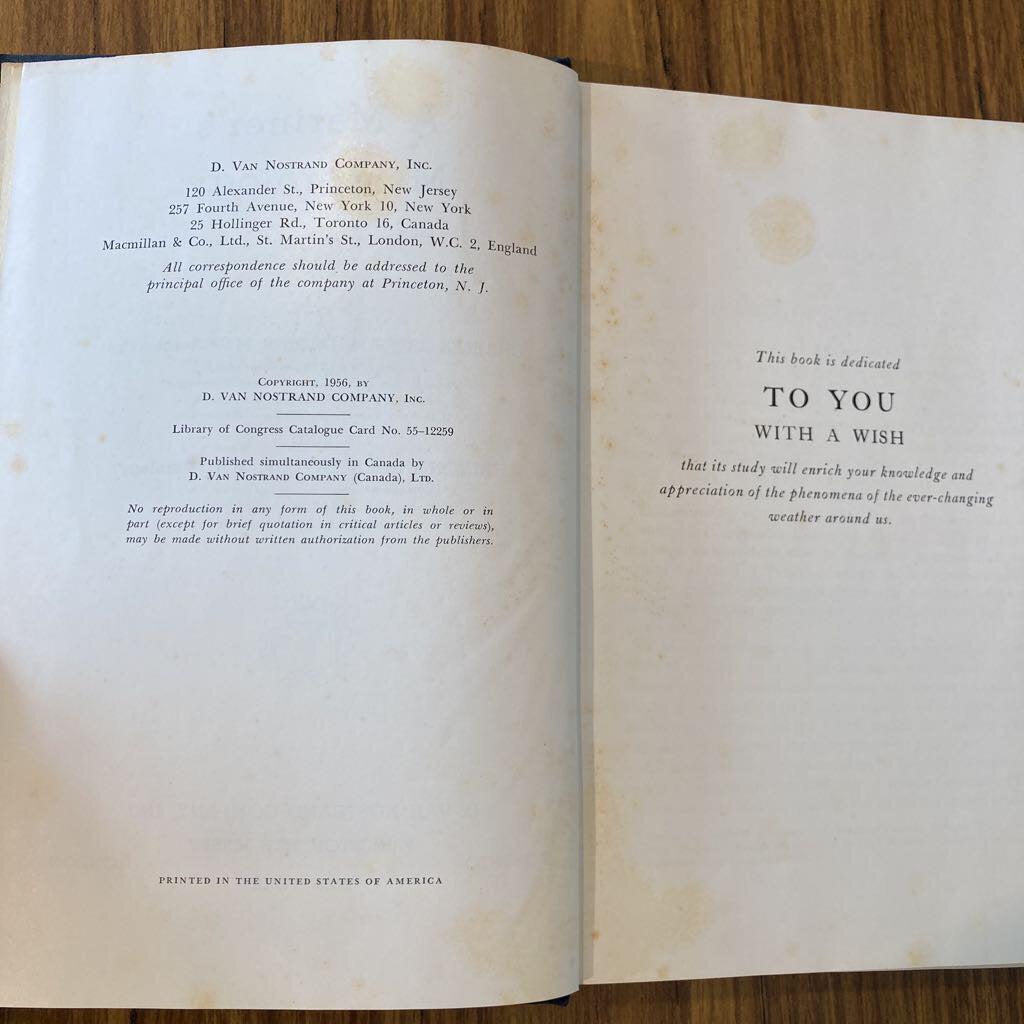 D. Van Nostrand Company, Inc.
120 Alexander St., Princeton, New Jersey
257 Fourth Avenue, New York 10, New York
25 Hollinger Rd., Toronto 16, Canada
Macmillan & Co., Ltd., St. Martin's St., London, W.C. 2, England
All correspondence should be addressed to the
principal office of the company at Princeton, N. J.
Copyright, 1956, by
D. VAN NOSTRAND COMPANY, Inc.
Library of Congress Catalogue Card No. 55-12259
Published simultaneously in Canada by
D. Van Nostrand Company (Canada), Ltd.
No reproduction in any form of this book, in whole or in
part (except for brief quotation in critical articles or reviews),
may be made without written authorization from the publishers.
PRINTED IN THE UNITED STATES OF AMERICA
This book is dedicated
TO YOU
WITH A WISH
that its study will enrich your knowledge and
appreciation of the phenomena of the ever-changing
weather around us.